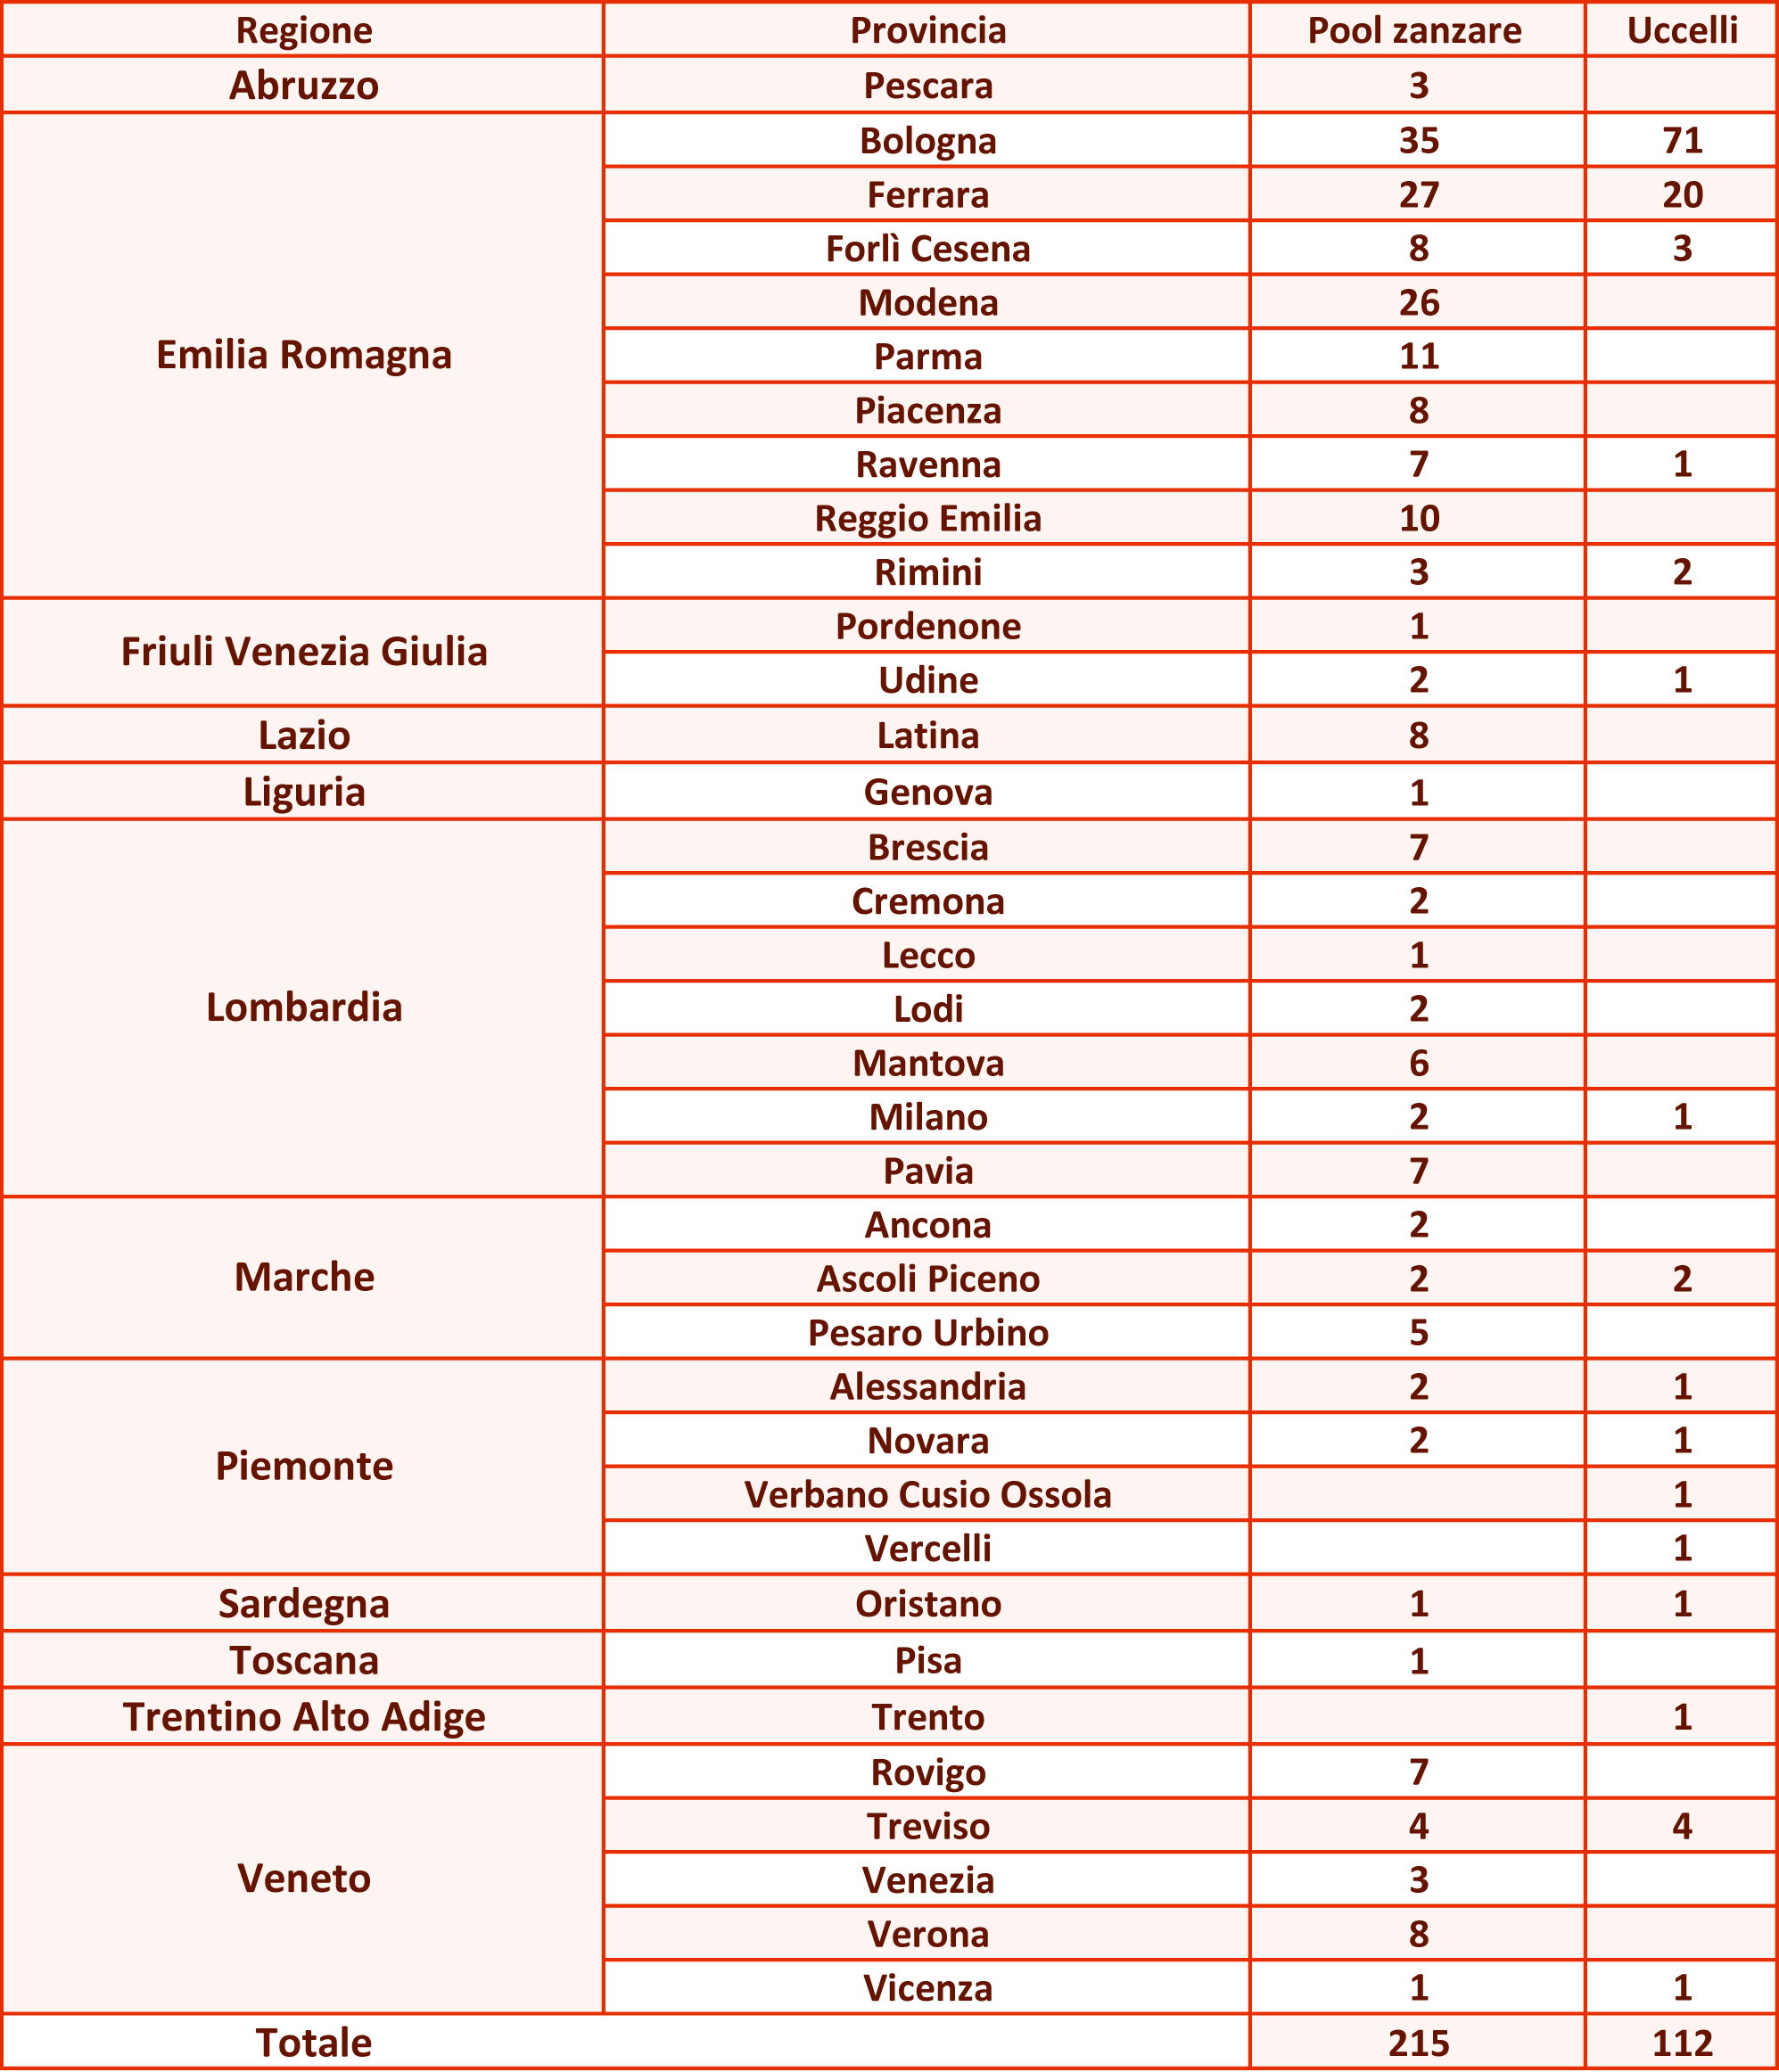 Regione Provincia Pool zanzare Uccelli
Abruzzo Pescara 3
Emilia Romagna Bologna 35 71
Ferrara 27 20
Forlì Cesena 8 3
Modena 26
Parma 11
Piacenza 8
Ravenna 7 1
Reggio Emilia 10
Rimini 3 2
Friuli Venezia Giulia Pordenone 1
Udine 2 1
Lazio Latina 8
Liguria Genova 1
Lombardia Brescia 7
Cremona 2
Lecco 1
Lodi 2
Mantova 6
Milano 2 1
Pavia 7
Marche Ancona 2
Ascoli Piceno 2 2
Pesaro Urbino 5
Piemonte Alessandria 2 1
Novara 2 1
Verbano Cusio Ossola 1
Vercelli 1
Sardegna Oristano 1 1
Toscana Pisa 1
Trentino Alto Adige Trento 1
Veneto Rovigo 7
Treviso 4 4
Venezia 3
Verona 8
Vicenza 1 1
Totale 215 112